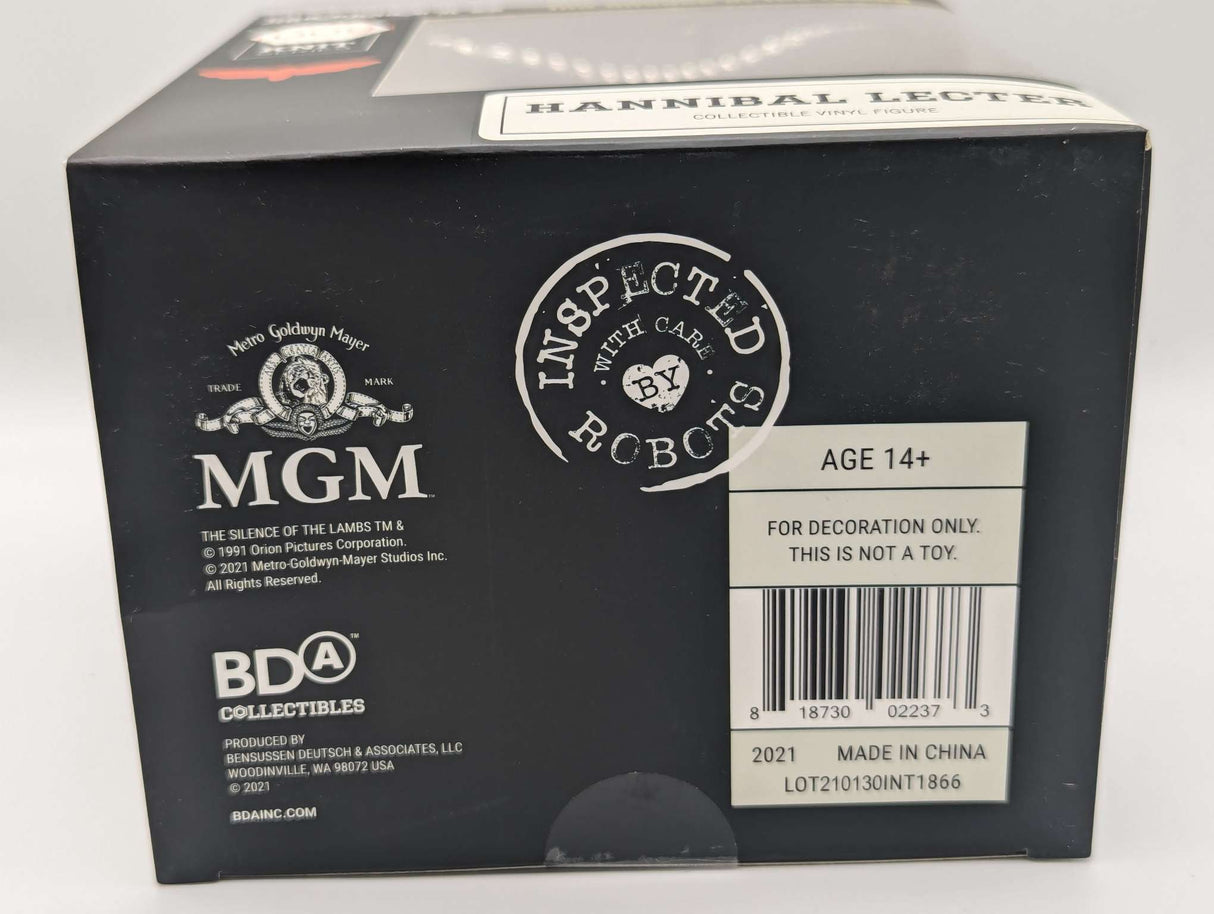 HANNIBAL LECTER
COLLECTIBLE VINYL FIGURE
INSPECTED
WITH CARE
BY
ROBOTS
Metro Goldwyn Mayer
TRADE MARK
MGM
THE SILENCE OF THE LAMBS TM &
© 1991 Orion Pictures Corporation.
© 2021 Metro-Goldwyn-Mayer Studios Inc.
All Rights Reserved.
BDA™
COLLECTIBLES
PRODUCED BY
BENSUSSEN DEUTSCH & ASSOCIATES, LLC
WOODINVILLE, WA 98072 USA
© 2021
BDAINC.COM
AGE 14+
FOR DECORATION ONLY.
THIS IS NOT A TOY.
8 18730 02237 3
2021 MADE IN CHINA
LOT210130INT1866